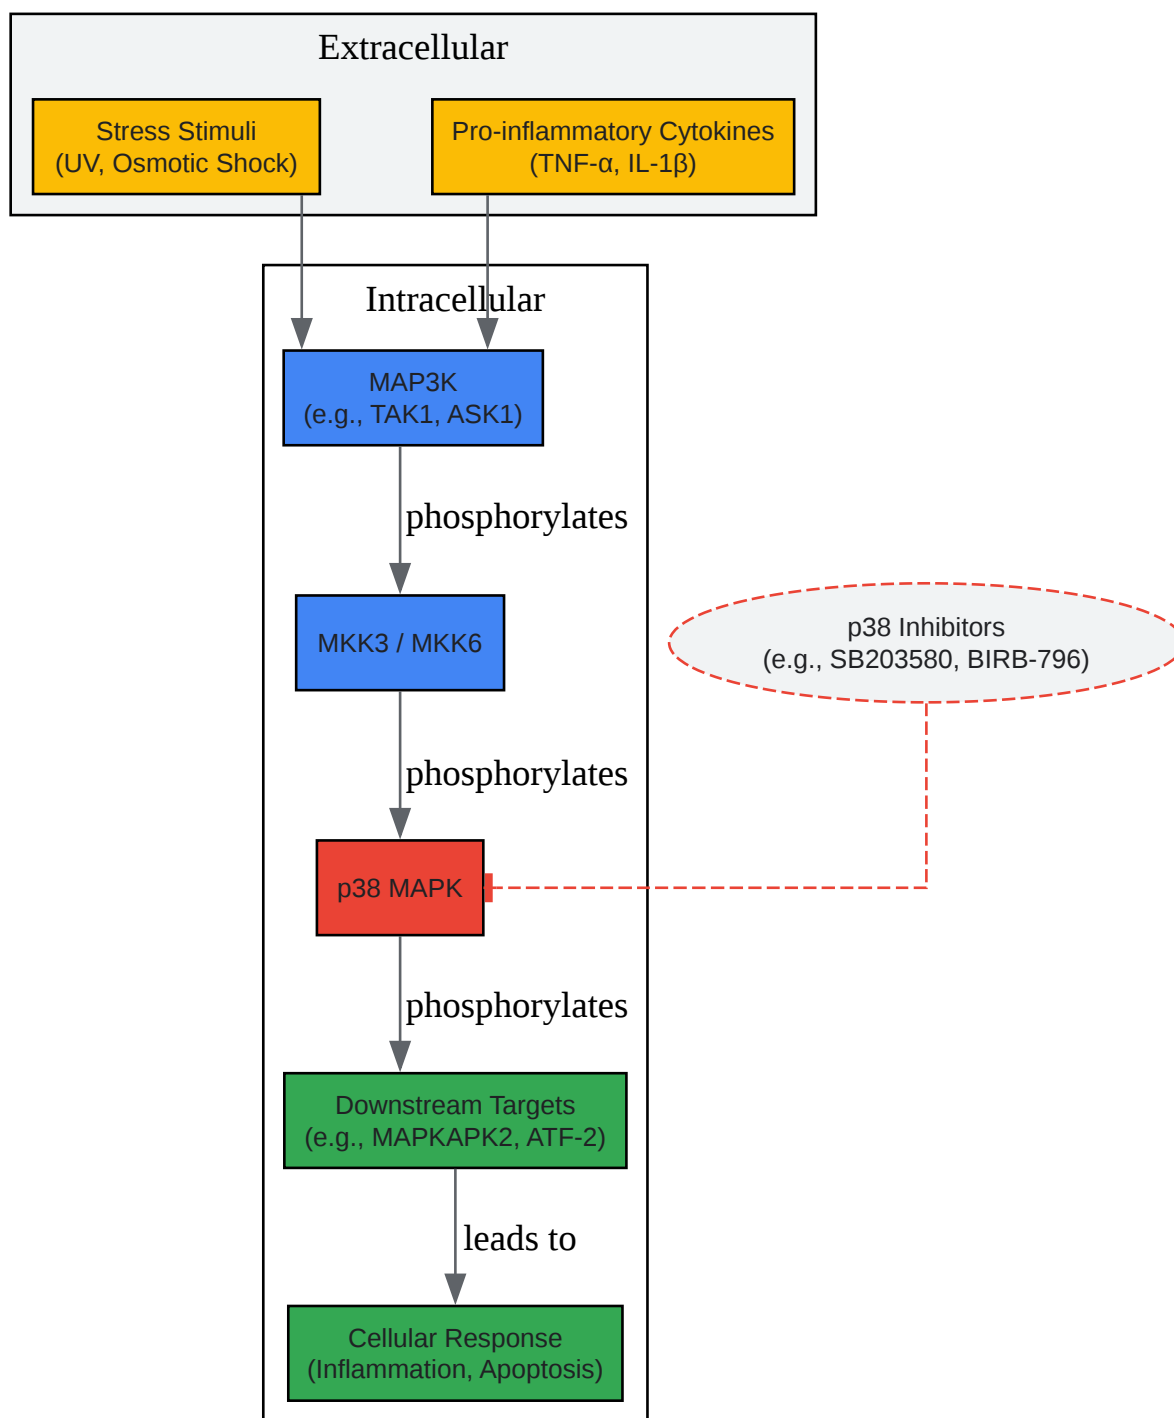 Extracellular
Stress Stimuli
(UV, Osmotic Shock)
Pro-inflammatory Cytokines
(TNF-α, IL-1β)
Intracellular
MAP3K
(e.g., TAK1, ASK1)
phosphorylates
MKK3 / MKK6
p38 Inhibitors
(e.g., SB203580, BIRB-796)
phosphorylates
p38 MAPK
phosphorylates
Downstream Targets
(e.g., MAPKAPK2, ATF-2)
leads to
Cellular Response
(Inflammation, Apoptosis)